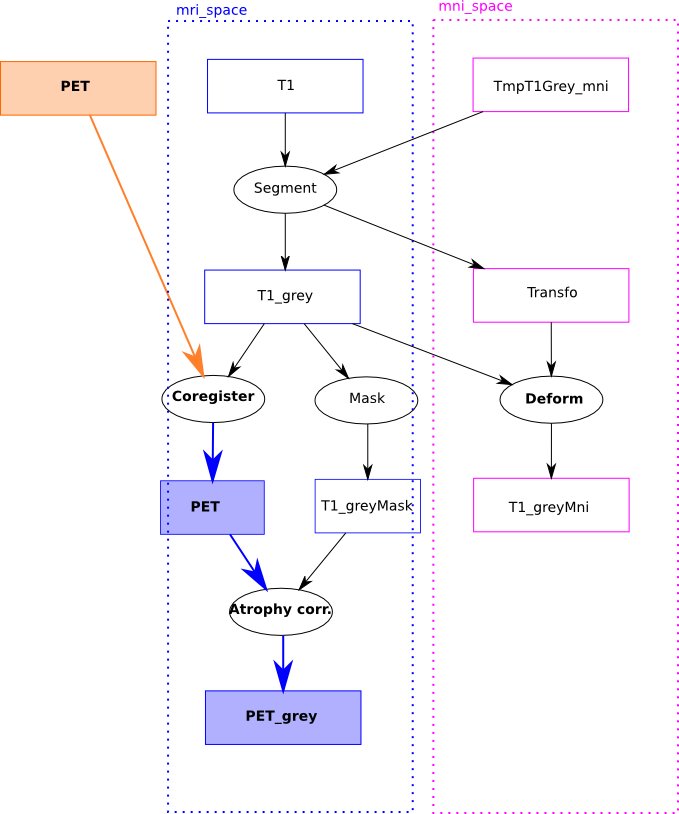 mri_space
mni_space
PET
T1
TmpT1Grey_mni
Segment
T1_grey
Transfo
Coregister
Mask
Deform
PET
T1_greyMask
T1_greyMni
Atrophy corr.
PET_grey